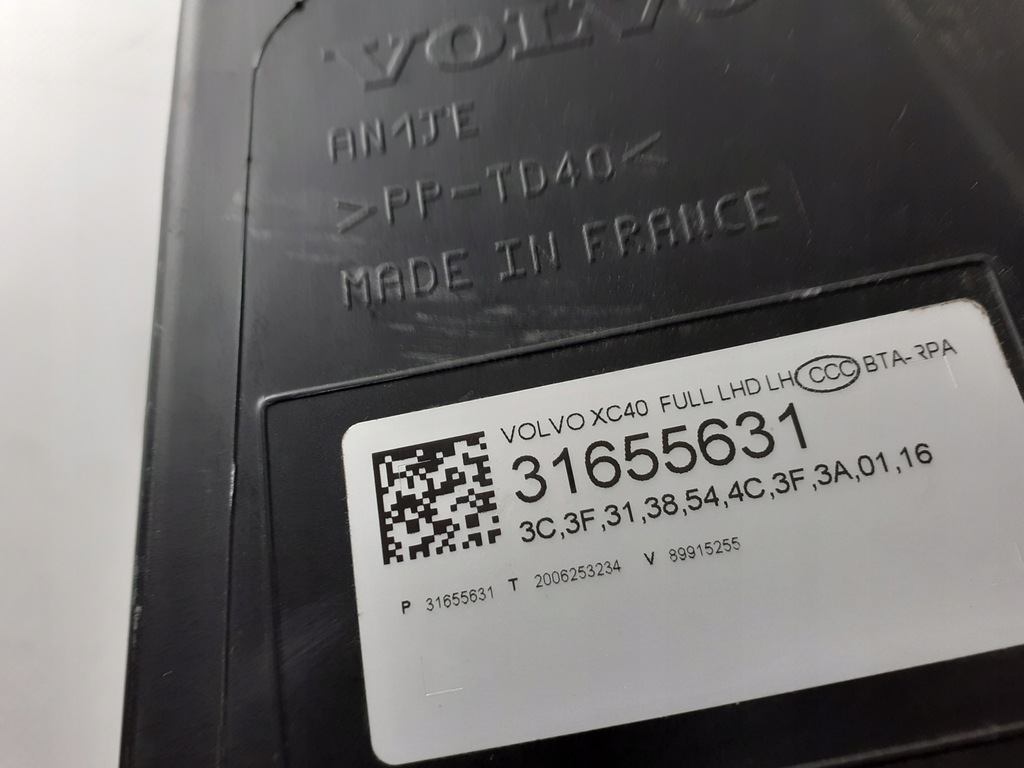 VOLVO
AN1JE
>PP-TD40<
MADE IN FRANCE
VOLVO XC40 FULL LHD LH CCC BTA-RPA
31655631
3C,3F,31,38,54,4C,3F,3A,01,16
P 31655631 T 2006253234 V 89915255